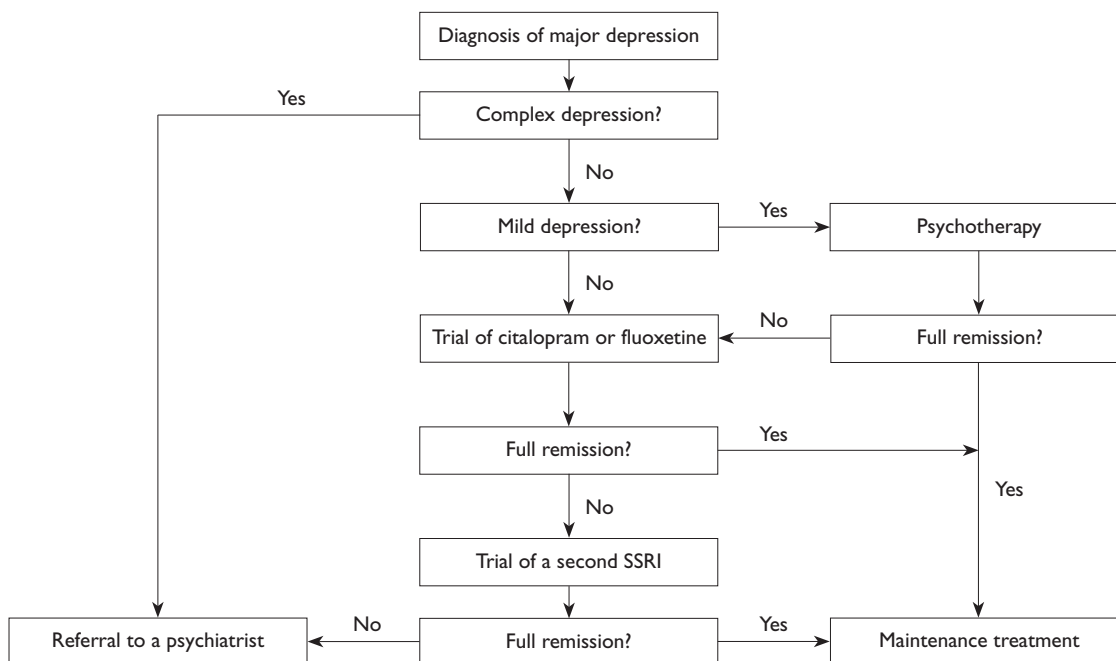 Diagnosis of major depression
Yes
Complex depression?
No
Mild depression?
Yes
Psychotherapy
No
Trial of citalopram or fluoxetine
No
Full remission?
Full remission?
Yes
Yes
No
Trial of a second SSRI
Referral to a psychiatrist
No
Full remission?
Yes
Maintenance treatment